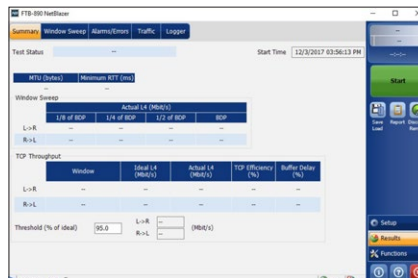 FTB-890 NetBlazer
Summary Window Sweep Alarms/Errors Traffic Logger
Test Status -- Start Time 12/3/2017 03:56:13 PM
MTU (bytes) Minimum RTT (ms)
-- --
Window Sweep
Actual L4 (Mbit/s)
1/8 of BDP 1/4 of BDP 1/2 of BDP BDP
L->R -- -- -- --
R->L -- -- -- --
TCP Throughput
Window Ideal L4 (Mbit/s) Actual L4 (Mbit/s) TCP Efficiency (%) Buffer Delay (%)
L->R -- -- -- -- --
R->L -- -- -- -- --
Threshold (% of ideal) 95.0 L->R -- (Mbit/s)
R->L --
--
--
--:--:--
Start
Save Load Report
Setup
Results
Functions